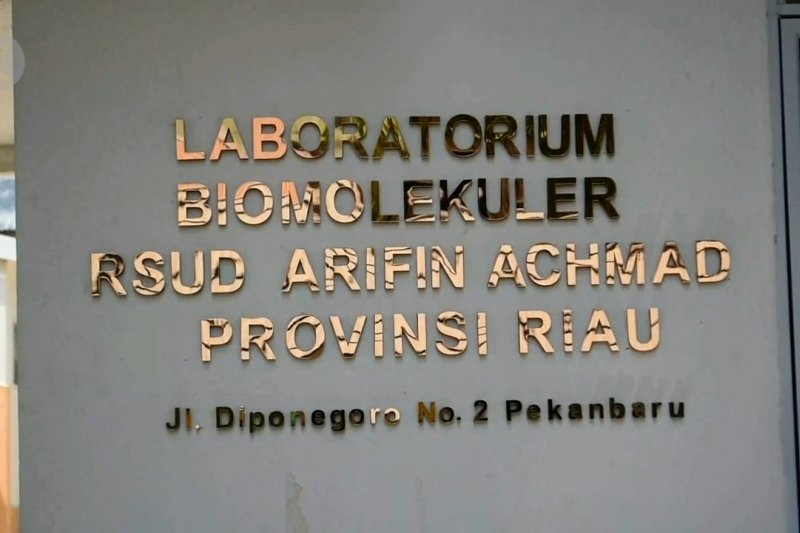 LABORATORIUM
BIOMOLEKULER
RSUD ARIFIN ACHMAD
PROVINSI RIAU
Jl. Diponegoro No. 2 Pekanbaru